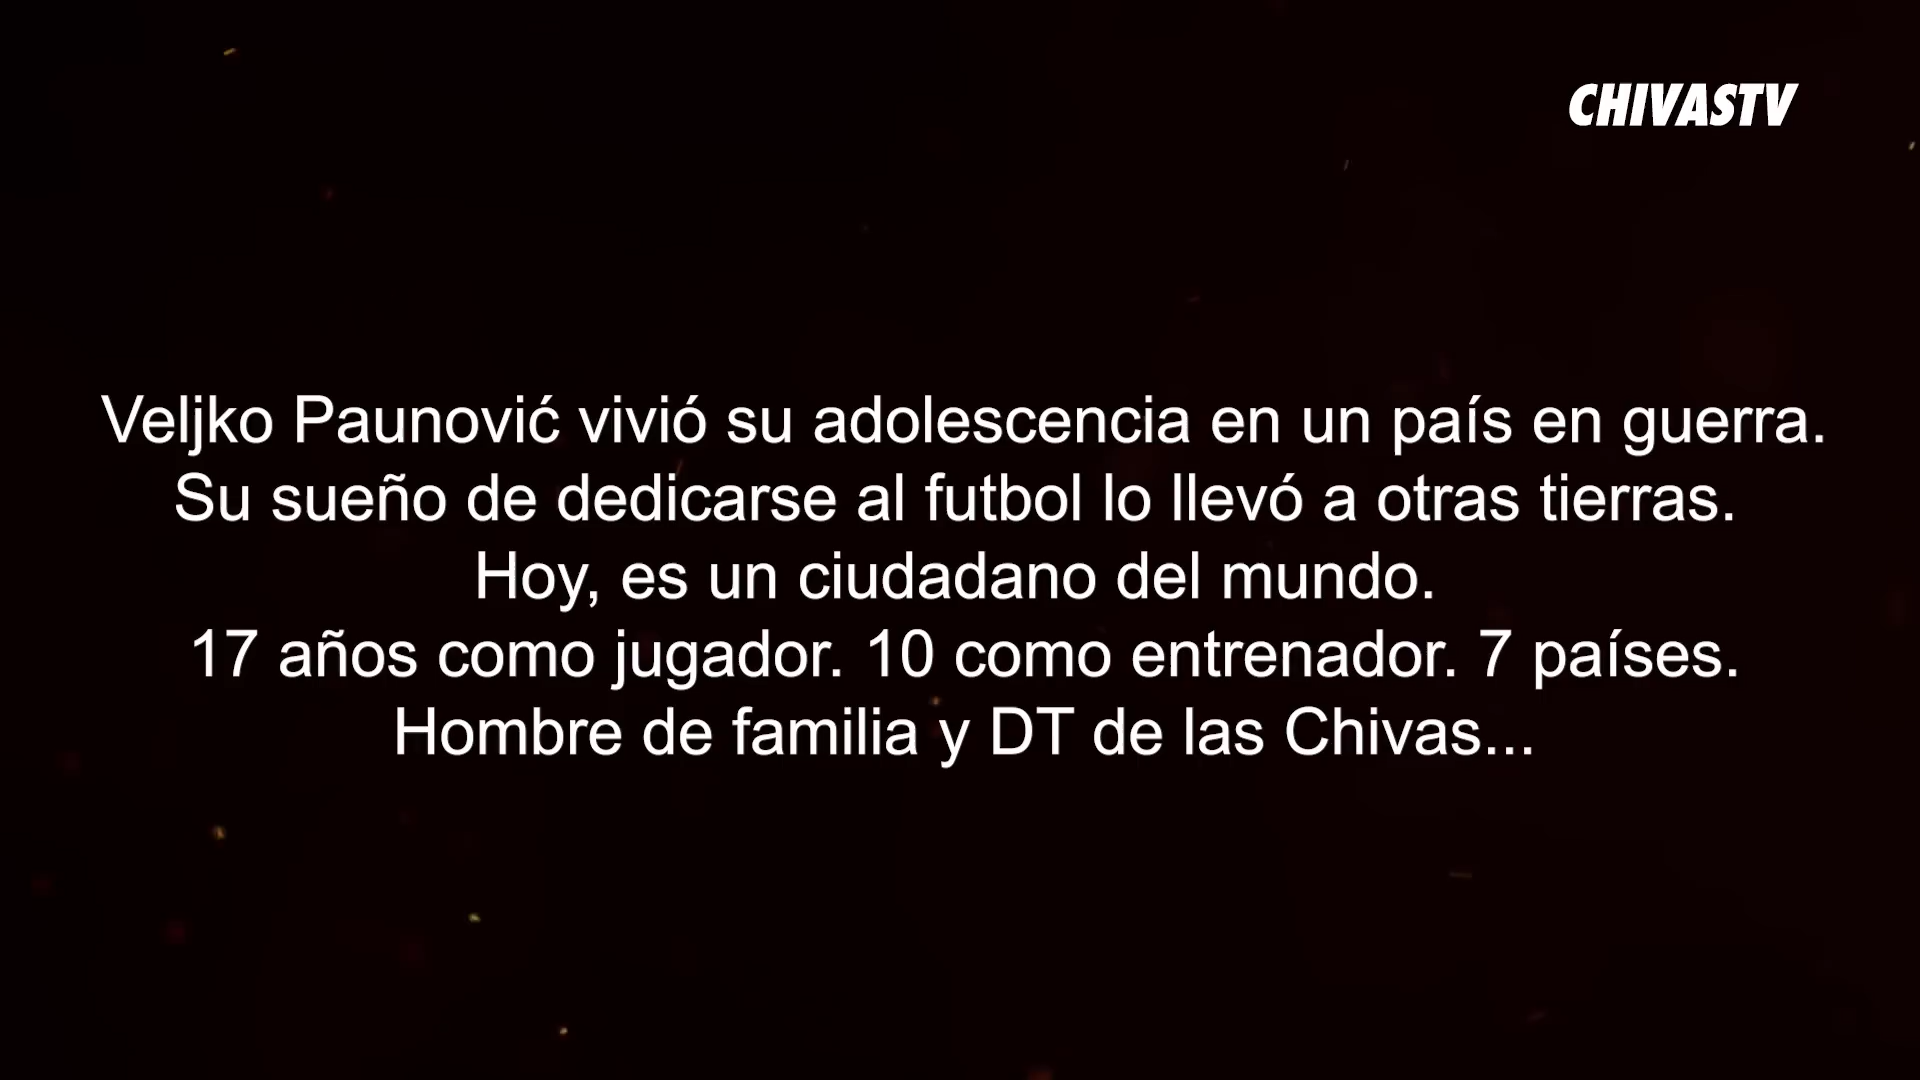 CHIVASTV
Veljko Paunović vivió su adolescencia en un país en guerra.
Su sueño de dedicarse al futbol lo llevó a otras tierras.
Hoy, es un ciudadano del mundo.
17 años como jugador. 10 como entrenador. 7 países.
Hombre de familia y DT de las Chivas...